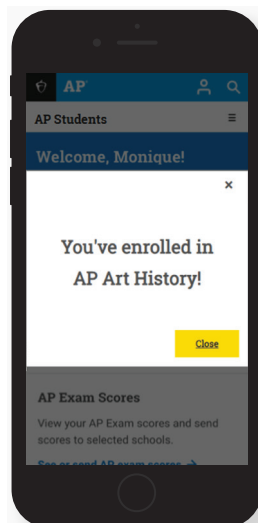 AP
AP Students
Welcome, Monique!
×
You've enrolled in
AP Art History!
Close
AP Exam Scores
View your AP Exam scores and send
scores to selected schools.
See or send AP exam scores →